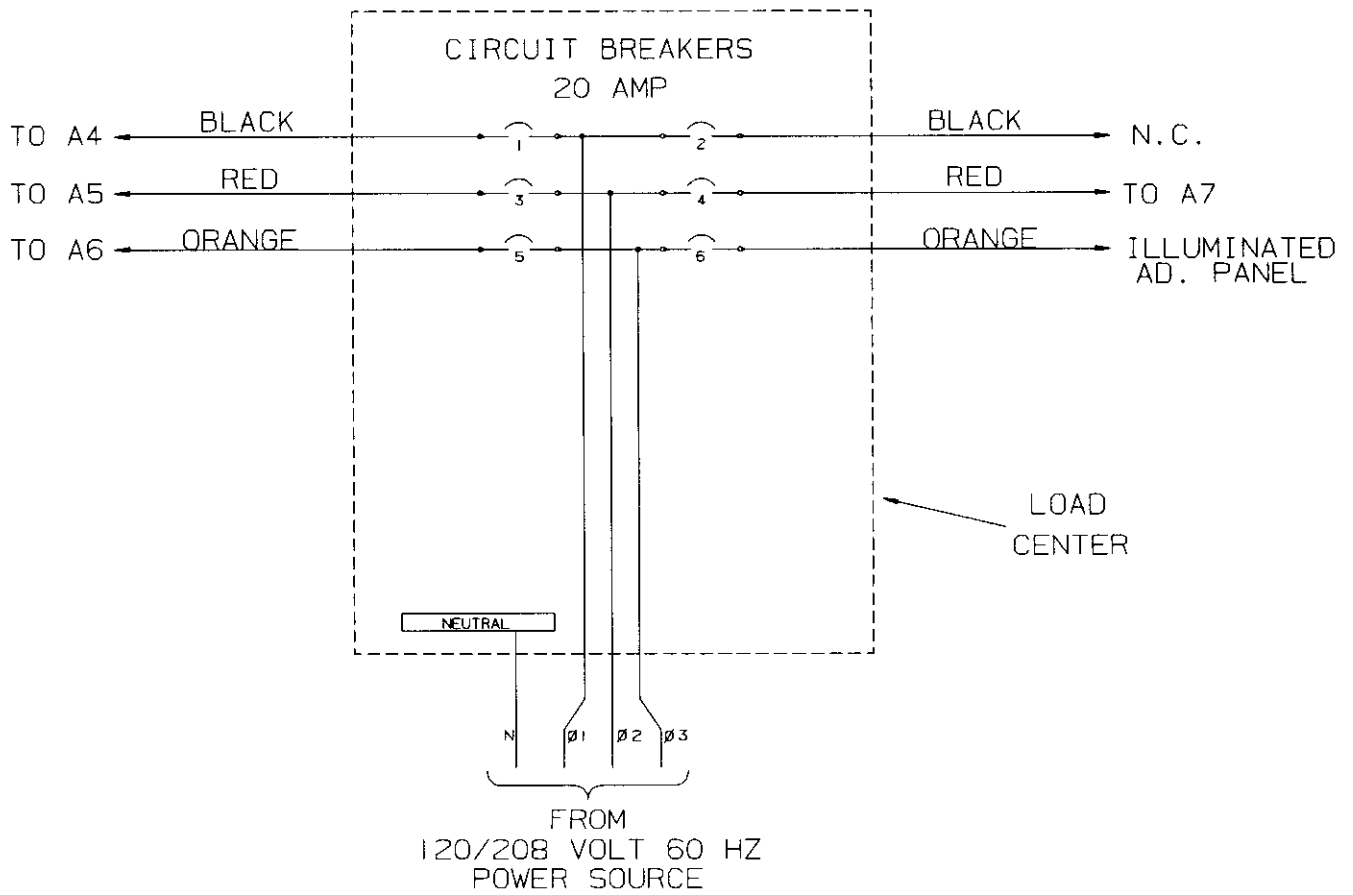 CIRCUIT BREAKERS
20 AMP
TO A4
BLACK
1
2
BLACK
N.C.
TO A5
RED
3
4
RED
TO A7
TO A6
ORANGE
5
6
ORANGE
ILLUMINATED
AD. PANEL
LOAD
CENTER
NEUTRAL
N
Ø1
Ø2
Ø3
FROM
120/208 VOLT 60 HZ
POWER SOURCE